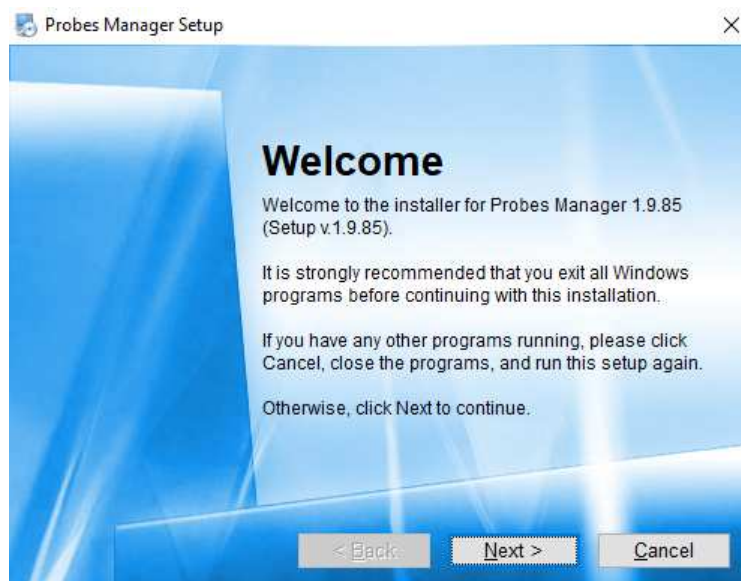 Probes Manager Setup
Welcome
Welcome to the installer for Probes Manager 1.9.85
(Setup v.1.9.85).
It is strongly recommended that you exit all Windows
programs before continuing with this installation.
If you have any other programs running, please click
Cancel, close the programs, and run this setup again.
Otherwise, click Next to continue.
< Back
Next >
Cancel